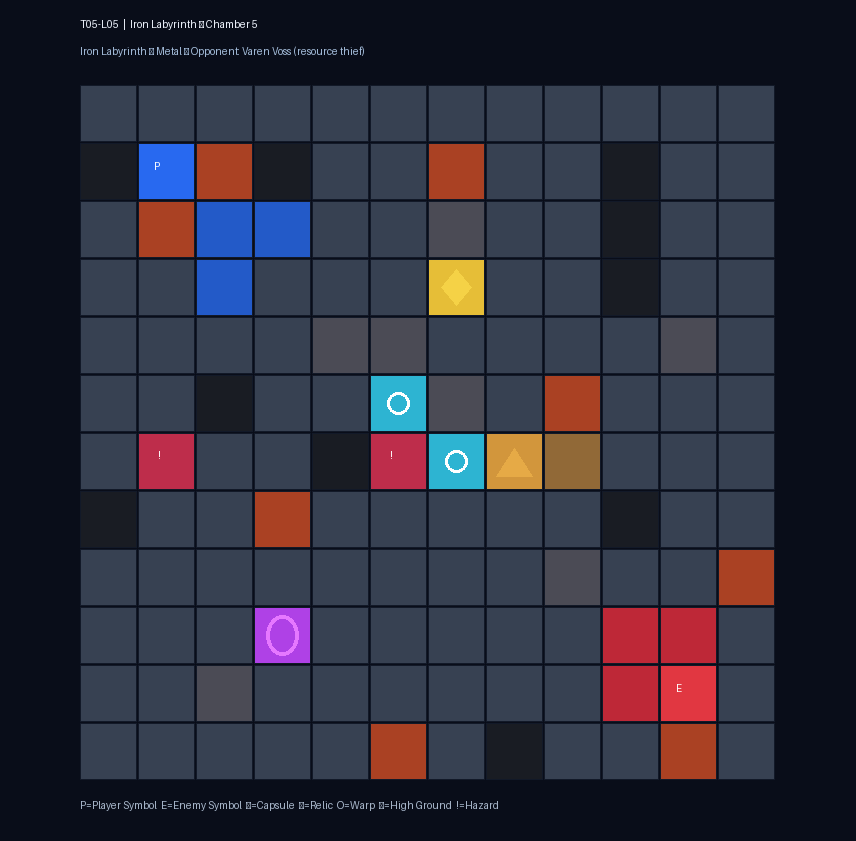 T05-L05 | Iron Labyrinth □ Chamber 5
Iron Labyrinth □ Metal □ Opponent: Varen Voss (resource thief)
P
!
!
E
P=Player Symbol E=Enemy Symbol □=Capsule □=Relic O=Warp □=High Ground !=Hazard